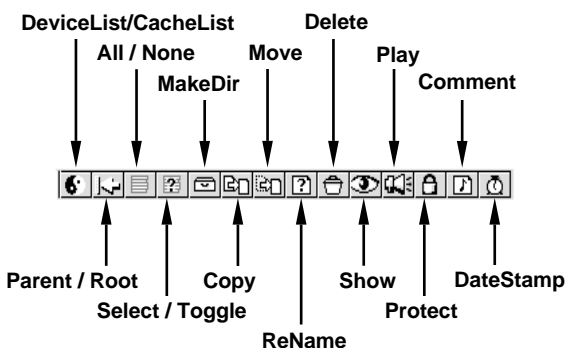 DeviceList/CacheList
Delete
All / None
Move
Play
MakeDir
Comment
Parent / Root
Copy
Show
DateStamp
Select / Toggle
Protect
ReName